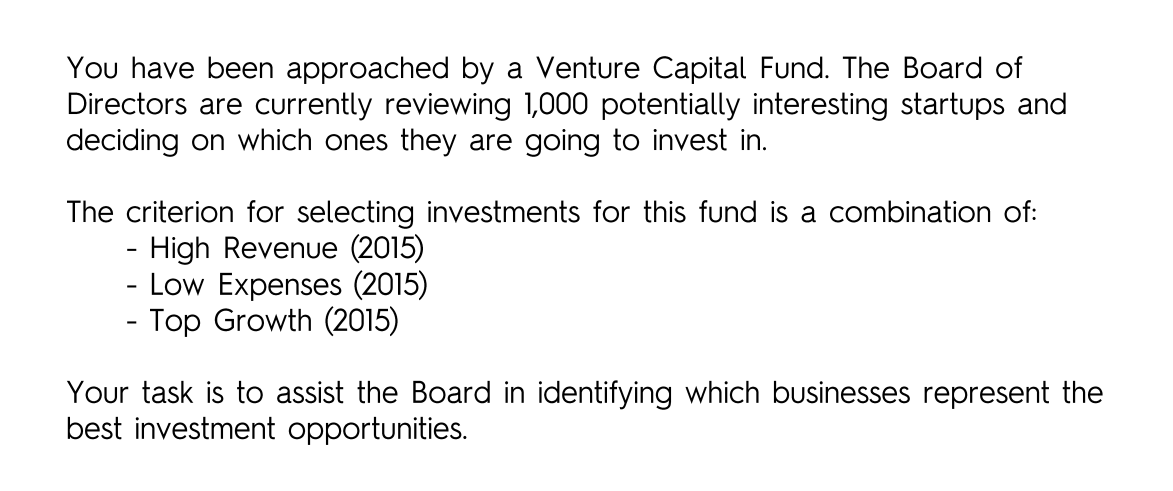 You have been approached by a Venture Capital Fund. The Board of
Directors are currently reviewing 1,000 potentially interesting startups and
deciding on which ones they are going to invest in.
The criterion for selecting investments for this fund is a combination of:
- High Revenue (2015)
- Low Expenses (2015)
- Top Growth (2015)
Your task is to assist the Board in identifying which businesses represent the
best investment opportunities.